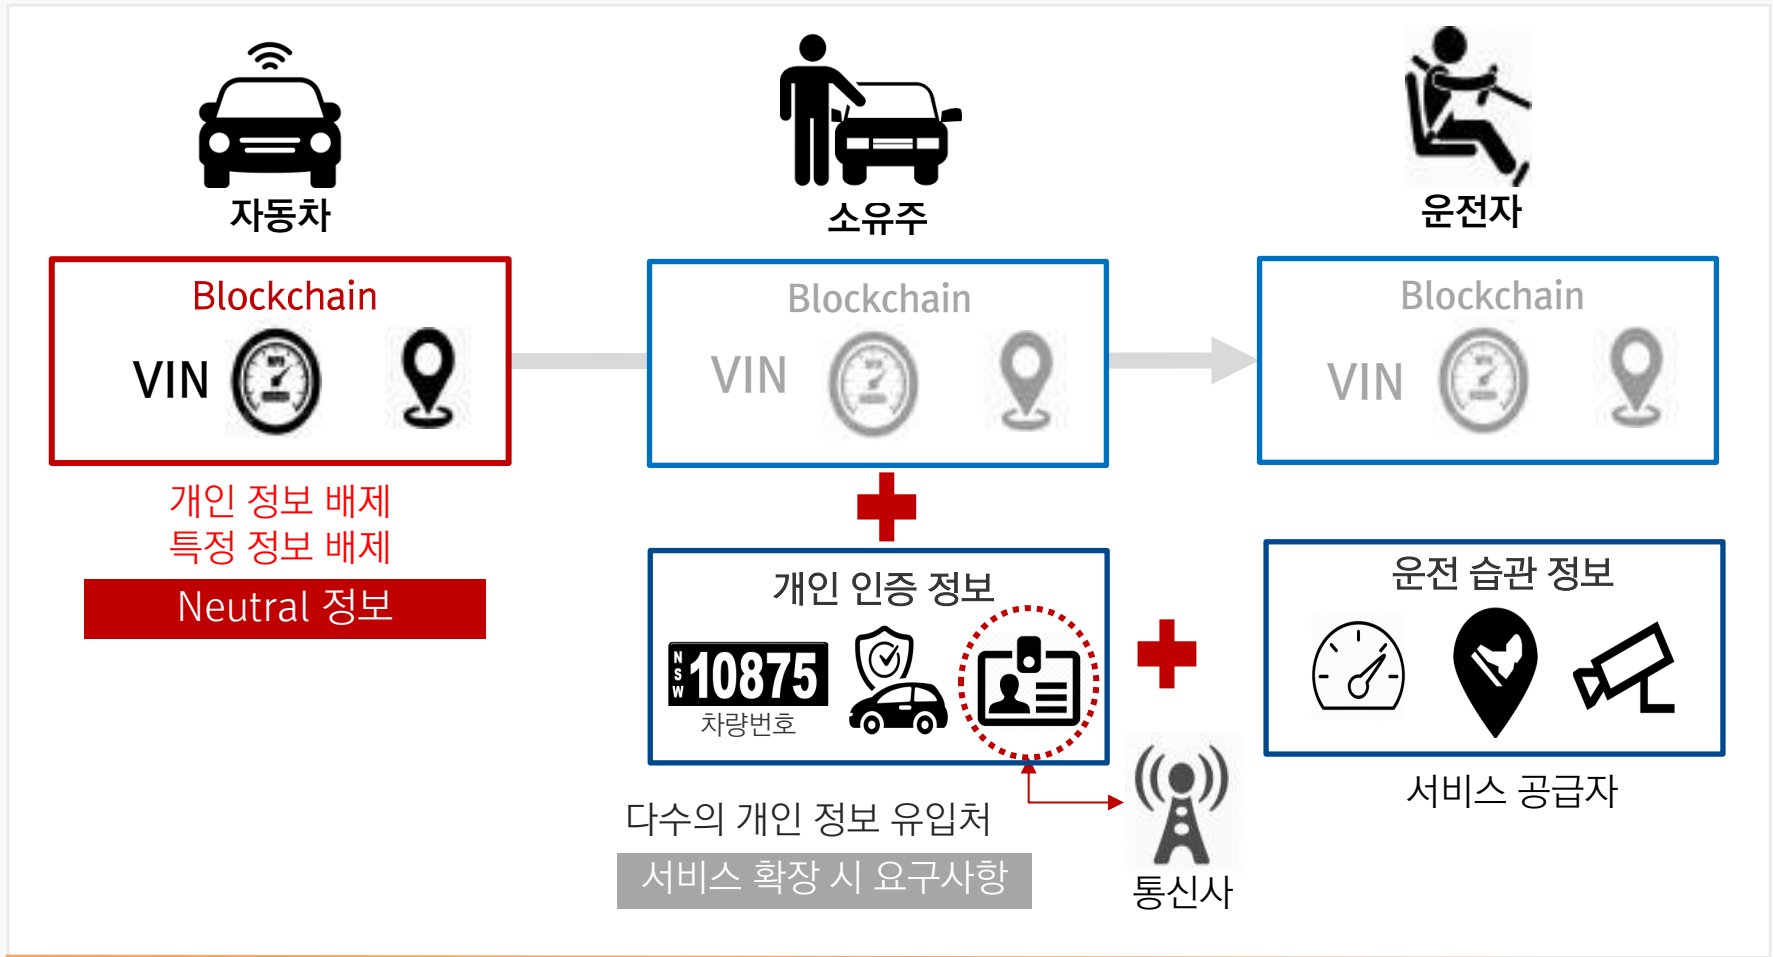 자동차
소유주
운전자
Blockchain
VIN
Blockchain
VIN
Blockchain
VIN
개인 정보 배제
특정 정보 배제
Neutral 정보
개인 인증 정보
NSW
10875
차량번호
다수의 개인 정보 유입처
서비스 확장 시 요구사항
통신사
운전 습관 정보
서비스 공급자